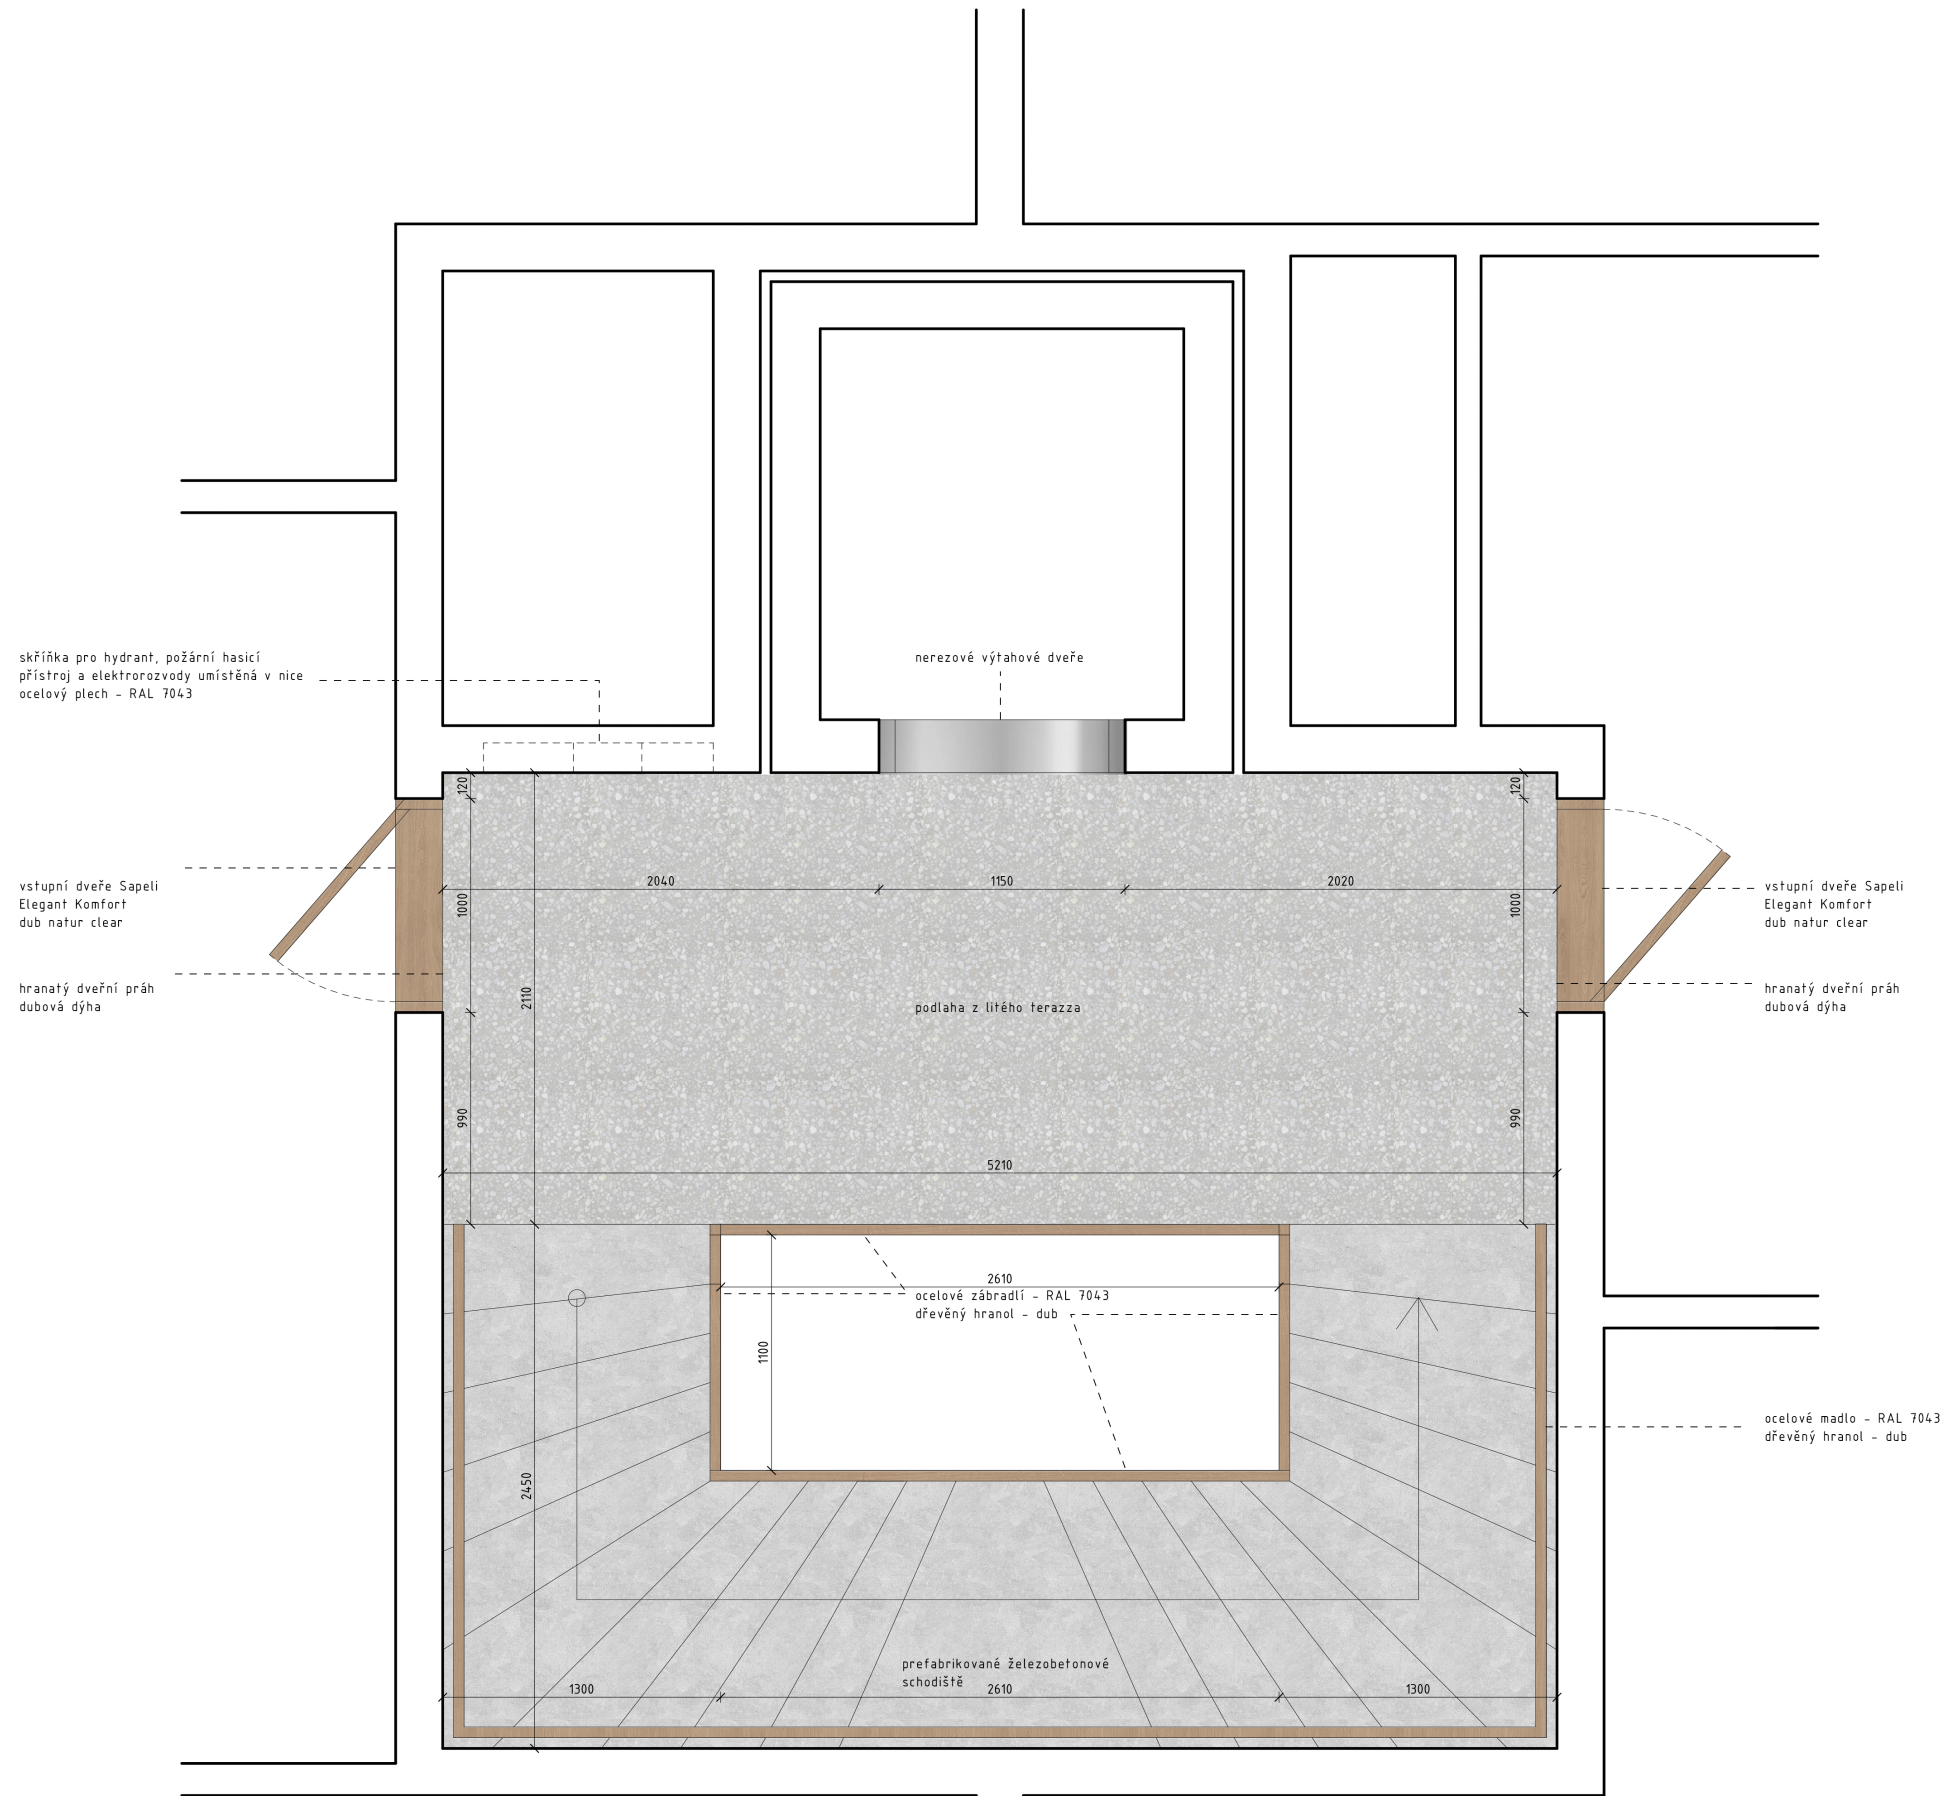 skříňka pro hydrant, požární hasicí
přístroj a elektrorozvody umístěná v nice
ocelový plech - RAL 7043
nerezové výtahové dveře
120
120
2040
1150
2020
vstupní dveře Sapeli
Elegant Komfort
dub natur clear
1000
1000
vstupní dveře Sapeli
Elegant Komfort
dub natur clear
hranatý dveřní práh
dubová dýha
2110
podlaha z litého terazza
hranatý dveřní práh
dubová dýha
990
990
5210
2610
ocelové zábradlí - RAL 7043
dřevěný hranol - dub
1100
ocelové madlo - RAL 7043
dřevěný hranol - dub
2450
prefabrikované železobetonové
schodiště
1300
2610
1300